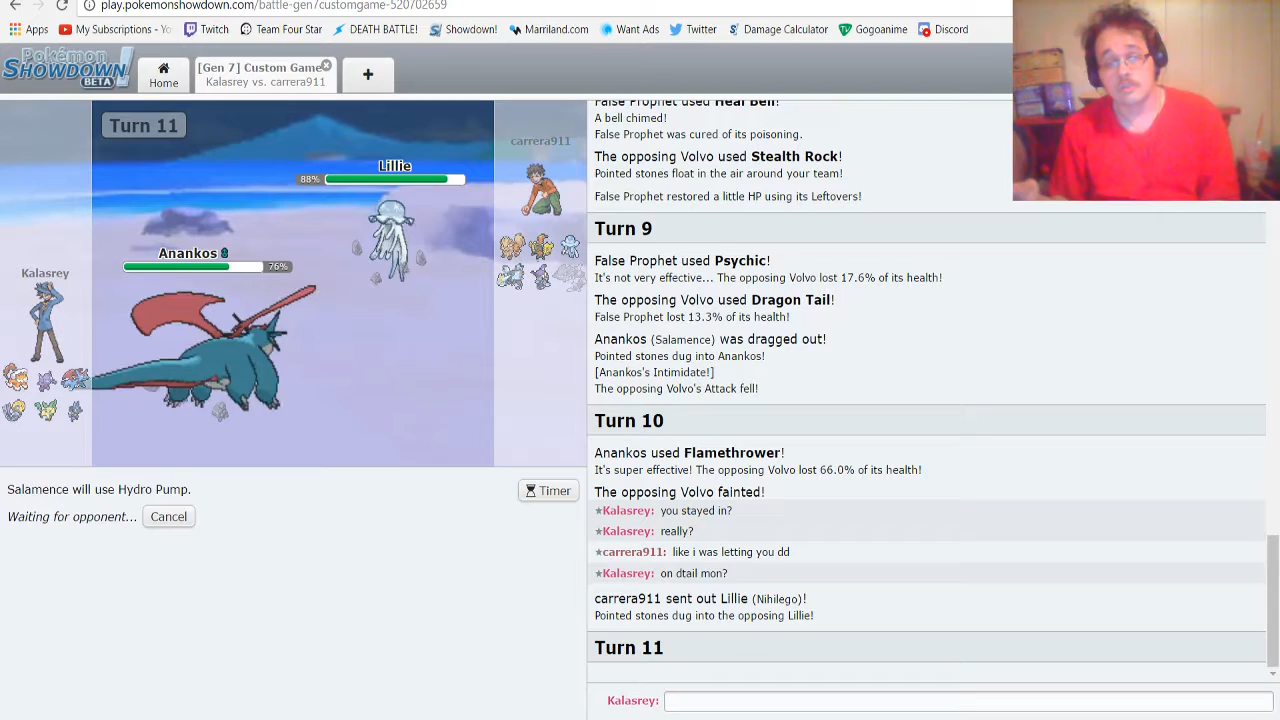 play.pokemonshowdown.com/battle-gen7customgame-520702659
Apps My Subscriptions - Yo Twitch Team Four Star DEATH BATTLE! Showdown! Marriland.com Want Ads Twitter Damage Calculator Gogoanime Discord
Pokémon Showdown! BETA
Home
[Gen 7] Custom Game
Kalasrey vs. carrera911
+
Turn 11
carrera911
Lillie
88%
Anankos
76%
Kalasrey
Salamence will use Hydro Pump.
Timer
Waiting for opponent... Cancel
False Prophet used Heal Bell!
A bell chimed!
False Prophet was cured of its poisoning.
The opposing Volvo used Stealth Rock!
Pointed stones float in the air around your team!
False Prophet restored a little HP using its Leftovers!
Turn 9
False Prophet used Psychic!
It's not very effective... The opposing Volvo lost 17.6% of its health!
The opposing Volvo used Dragon Tail!
False Prophet lost 13.3% of its health!
Anankos (Salamence) was dragged out!
Pointed stones dug into Anankos!
[Anankos's Intimidate!]
The opposing Volvo's Attack fell!
Turn 10
Anankos used Flamethrower!
It's super effective! The opposing Volvo lost 66.0% of its health!
The opposing Volvo fainted!
★Kalasrey: you stayed in?
★Kalasrey: really?
★carrera911: like i was letting you dd
★Kalasrey: on dtail mon?
carrera911 sent out Lillie (Nihilego)!
Pointed stones dug into the opposing Lillie!
Turn 11
Kalasrey: